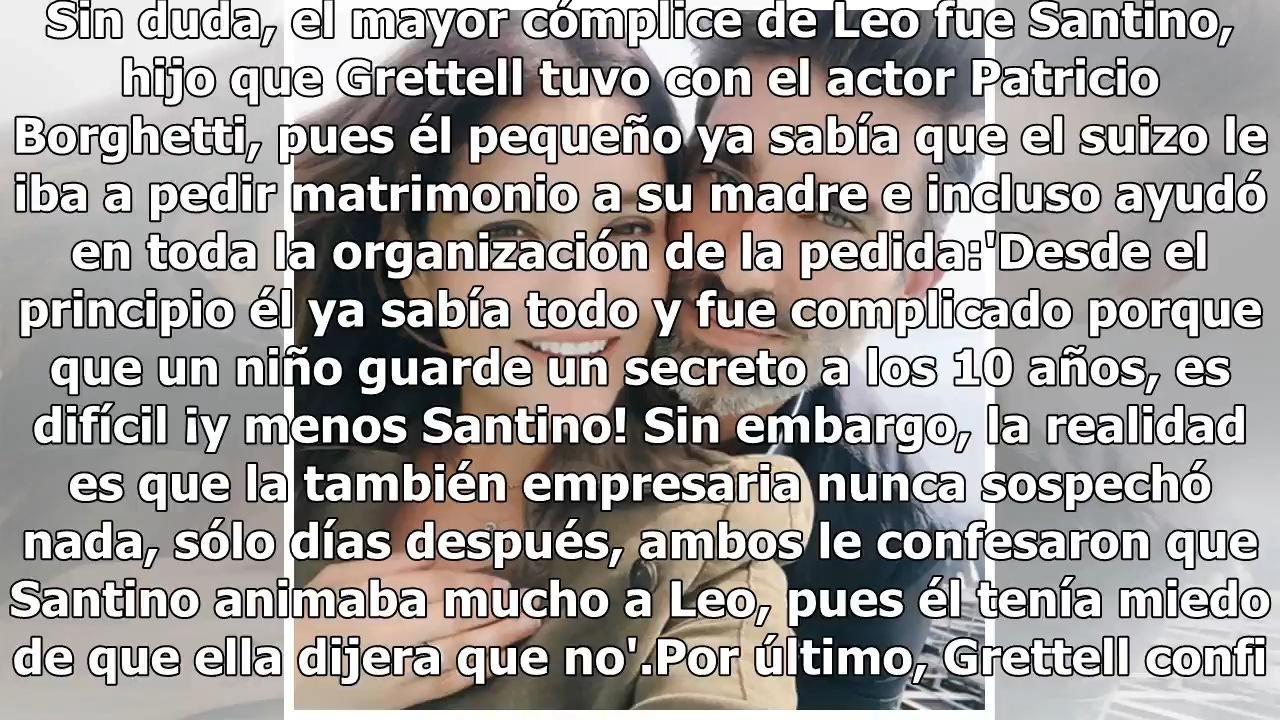 Sin duda, el mayor cómplice de Leo fue Santino,
hijo que Grettell tuvo con el actor Patricio
Borghetti, pues él pequeño ya sabía que el suizo le
iba a pedir matrimonio a su madre e incluso ayudó
en toda la organización de la pedida:'Desde el
principio él ya sabía todo y fue complicado porque
que un niño guarde un secreto a los 10 años, es
difícil ¡y menos Santino! Sin embargo, la realidad
es que la también empresaria nunca sospechó
nada, sólo días después, ambos le confesaron que
Santino animaba mucho a Leo, pues él tenía miedo
de que ella dijera que no'.Por último, Grettell confi